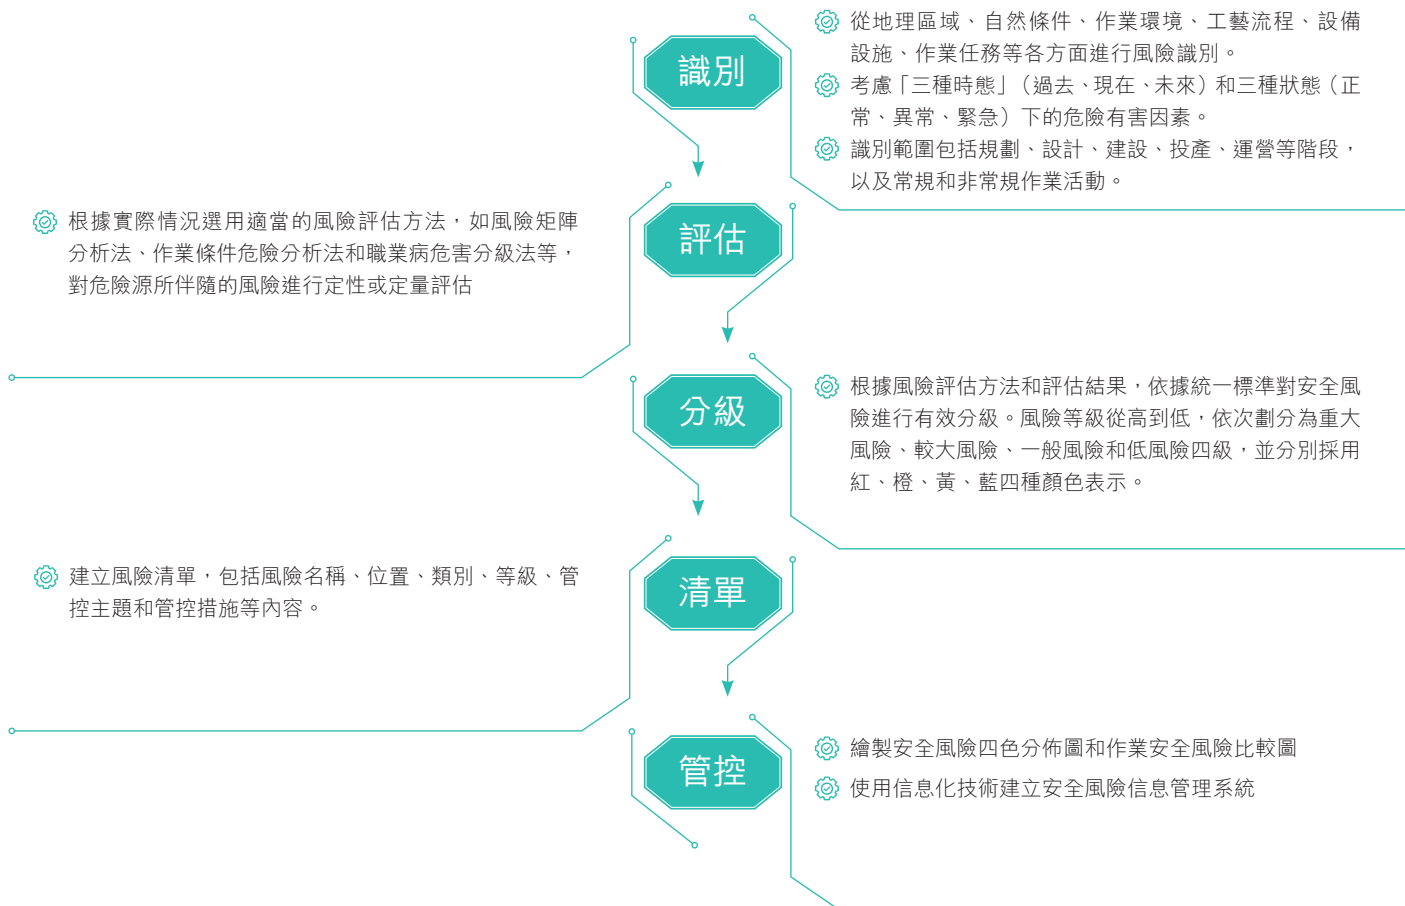 識別
從地理區域、自然條件、作業環境、工藝流程、設備
設施、作業任務等各方面進行風險識別。
考慮「三種時態」（過去、現在、未來）和三種狀態（正
常、異常、緊急）下的危險有害因素。
識別範圍包括規劃、設計、建設、投產、運營等階段，
以及常規和非常規作業活動。
評估
根據實際情況選用適當的風險評估方法，如風險矩陣
分析法、作業條件危險分析法和職業病危害分級法等，
對危險源所伴隨的風險進行定性或定量評估
分級
根據風險評估方法和評估結果，依據統一標準對安全風
險進行有效分級。風險等級從高到低，依次劃分為重大
風險、較大風險、一般風險和低風險四級，並分別採用
紅、橙、黃、藍四種顏色表示。
清單
建立風險清單，包括風險名稱、位置、類別、等級、管
控主題和管控措施等內容。
管控
繪製安全風險四色分佈圖和作業安全風險比較圖
使用信息化技術建立安全風險信息管理系統